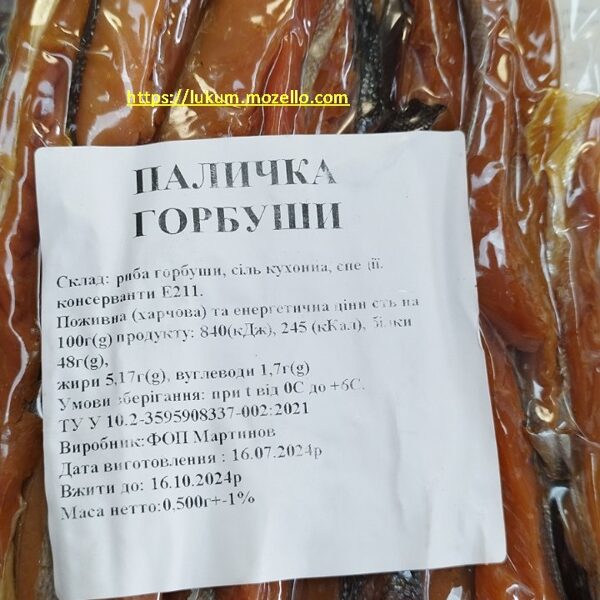 https://lukum.mozello.com
ПАЛИЧКА
ГОРБУШИ
Склад: риба горбуши, сіль кухонна, спеції.
консерванти Е211.
Поживна (харчова) та енергетична цінн сть на
100г(g) продукту: 840(кДж), 245 (кКал), білки
48г(g),
жири 5,17г(g), вуглеводи 1,7г(g)
Умови зберігання: при t від 0С до +6С.
ТУ У 10.2-3595908337-002:2021
Виробник:ФОП Мартинов
Дата виготовлення : 16.07.2024р
Вжити до: 16.10.2024р
Маса нетто:0,500г+-1%